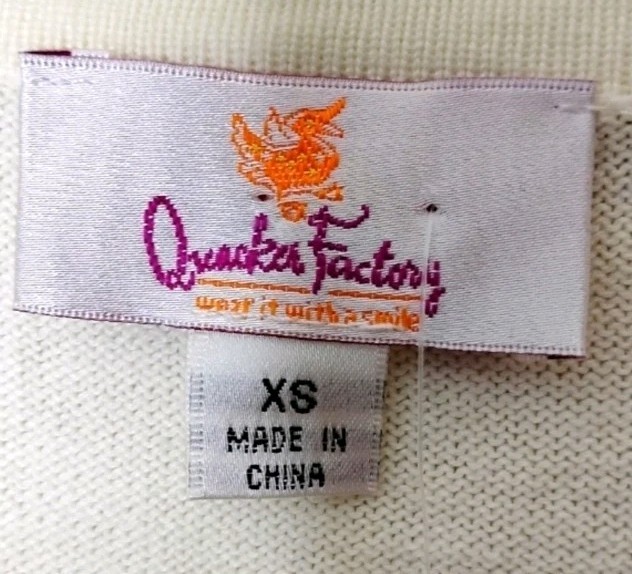 Quacker Factory
wear it with a smile
XS
MADE IN
CHINA